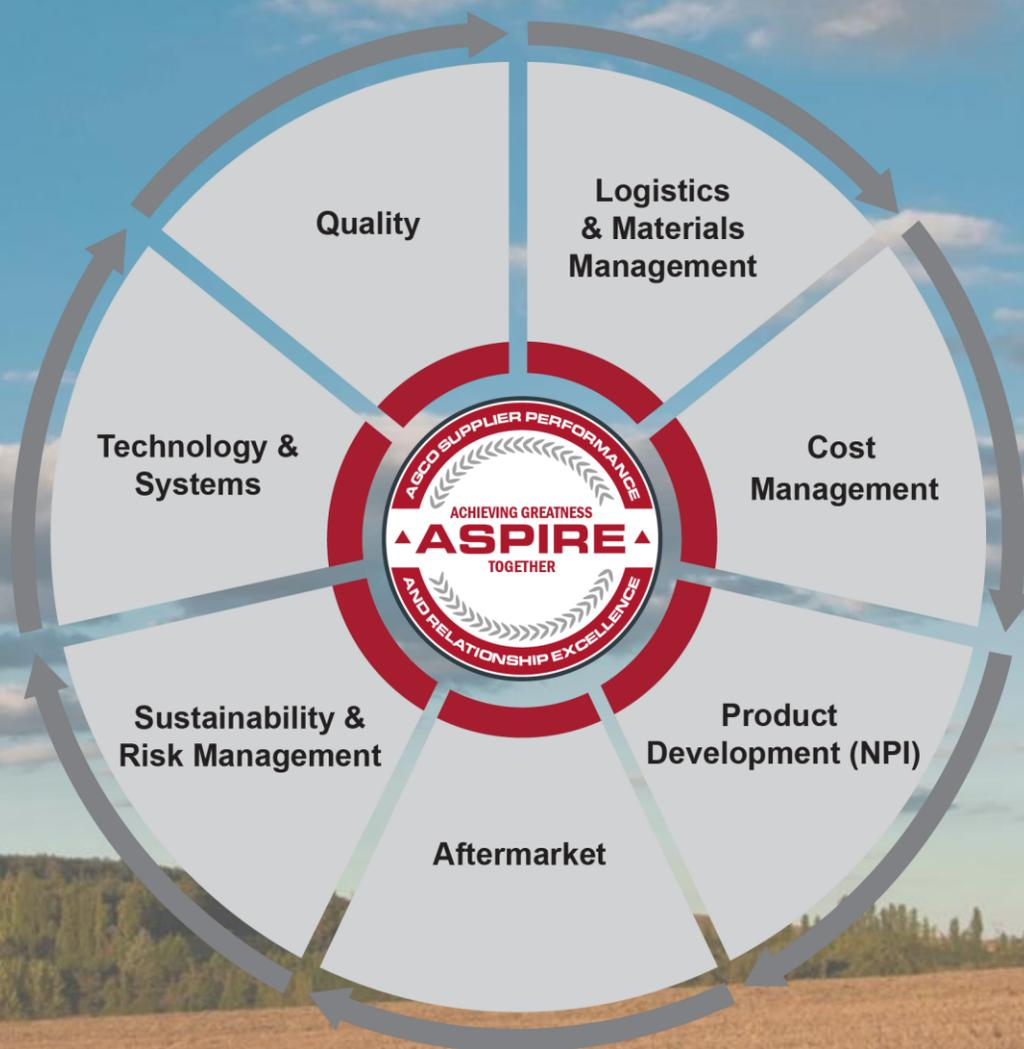 Quality
Logistics
& Materials
Management
Technology &
Systems
Cost
Management
AGCO SUPPLIER PERFORMANCE
ACHIEVING GREATNESS
ASPIRE
TOGETHER
AND RELATIONSHIP EXCELLENCE
Sustainability &
Risk Management
Product
Development (NPI)
Aftermarket